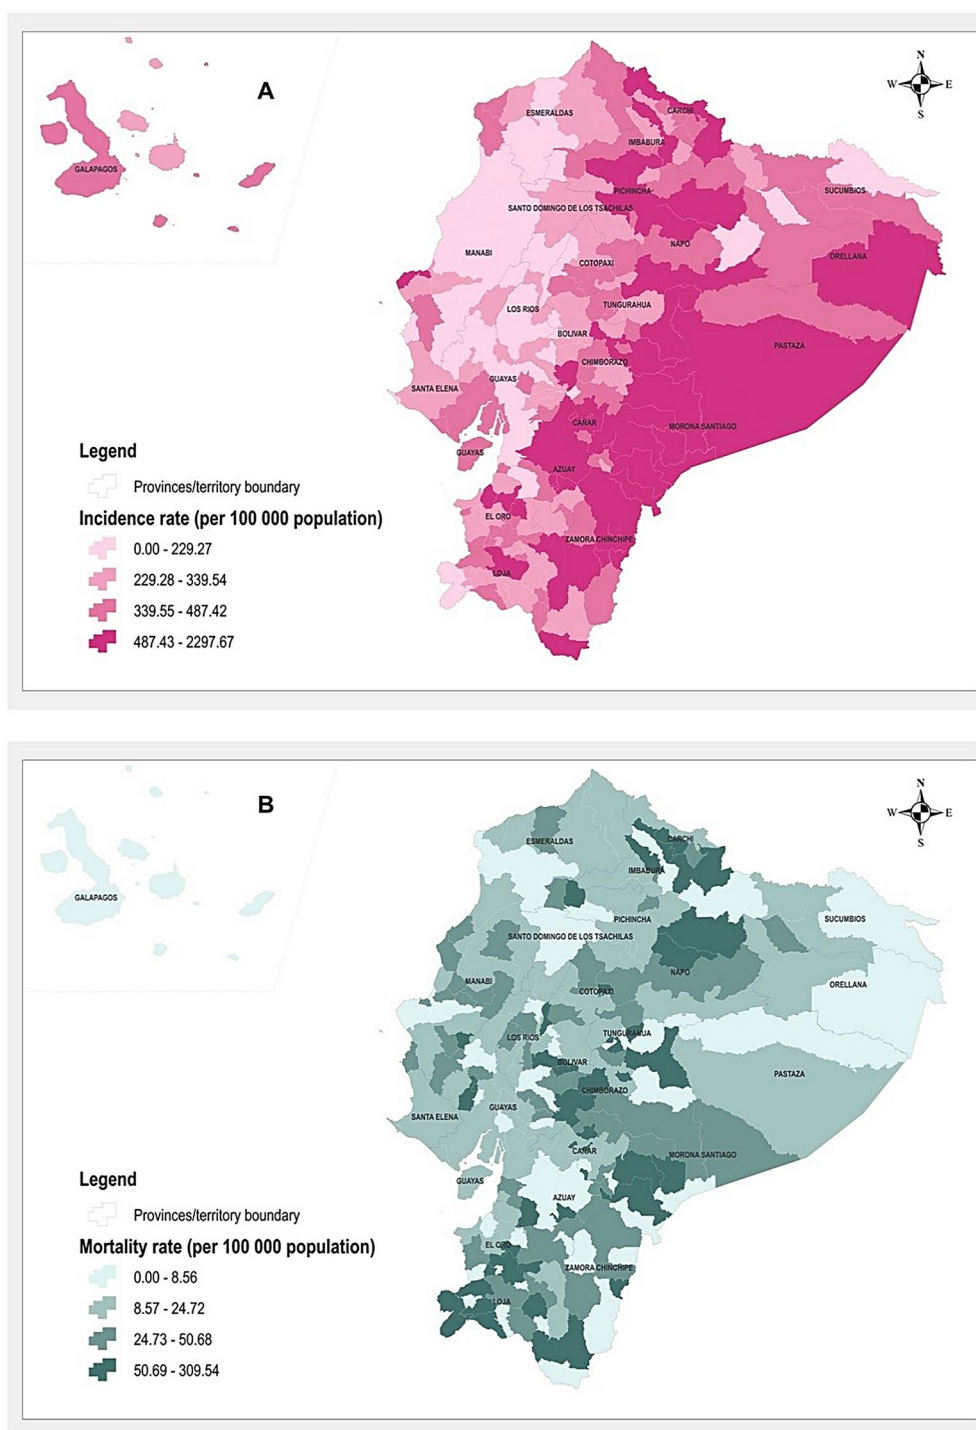 A
N
W E
S
GALAPAGOS
ESMERALDAS
CARCHI
IMBABURA
SUCUMBIOS
PICHINCHA
SANTO DOMINGO DE LOS TSACHILAS
NAPO
MANABI
ORELLANA
COTOPAXI
LOS RIOS
TUNGURAHUA
BOLIVAR
PASTAZA
CHIMBORAZO
GUAYAS
SANTA ELENA
CAÑAR
MORONA SANTIAGO
GUAYAS
AZUAY
EL ORO
ZAMORA CHINCHIPE
LOJA
Legend
Provinces/territory boundary
Incidence rate (per 100 000 population)
0.00 - 229.27
229.28 - 339.54
339.55 - 487.42
487.43 - 2297.67
B
N
W E
S
GALAPAGOS
ESMERALDAS
CARCHI
IMBABURA
SUCUMBIOS
PICHINCHA
SANTO DOMINGO DE LOS TSACHILAS
NAPO
MANABI
ORELLANA
COTOPAXI
LOS RIOS
TUNGURAHUA
BOLIVAR
PASTAZA
CHIMBORAZO
GUAYAS
SANTA ELENA
CAÑAR
MORONA SANTIAGO
GUAYAS
AZUAY
EL ORO
ZAMORA CHINCHIPE
LOJA
Legend
Provinces/territory boundary
Mortality rate (per 100 000 population)
0.00 - 8.56
8.57 - 24.72
24.73 - 50.68
50.69 - 309.54